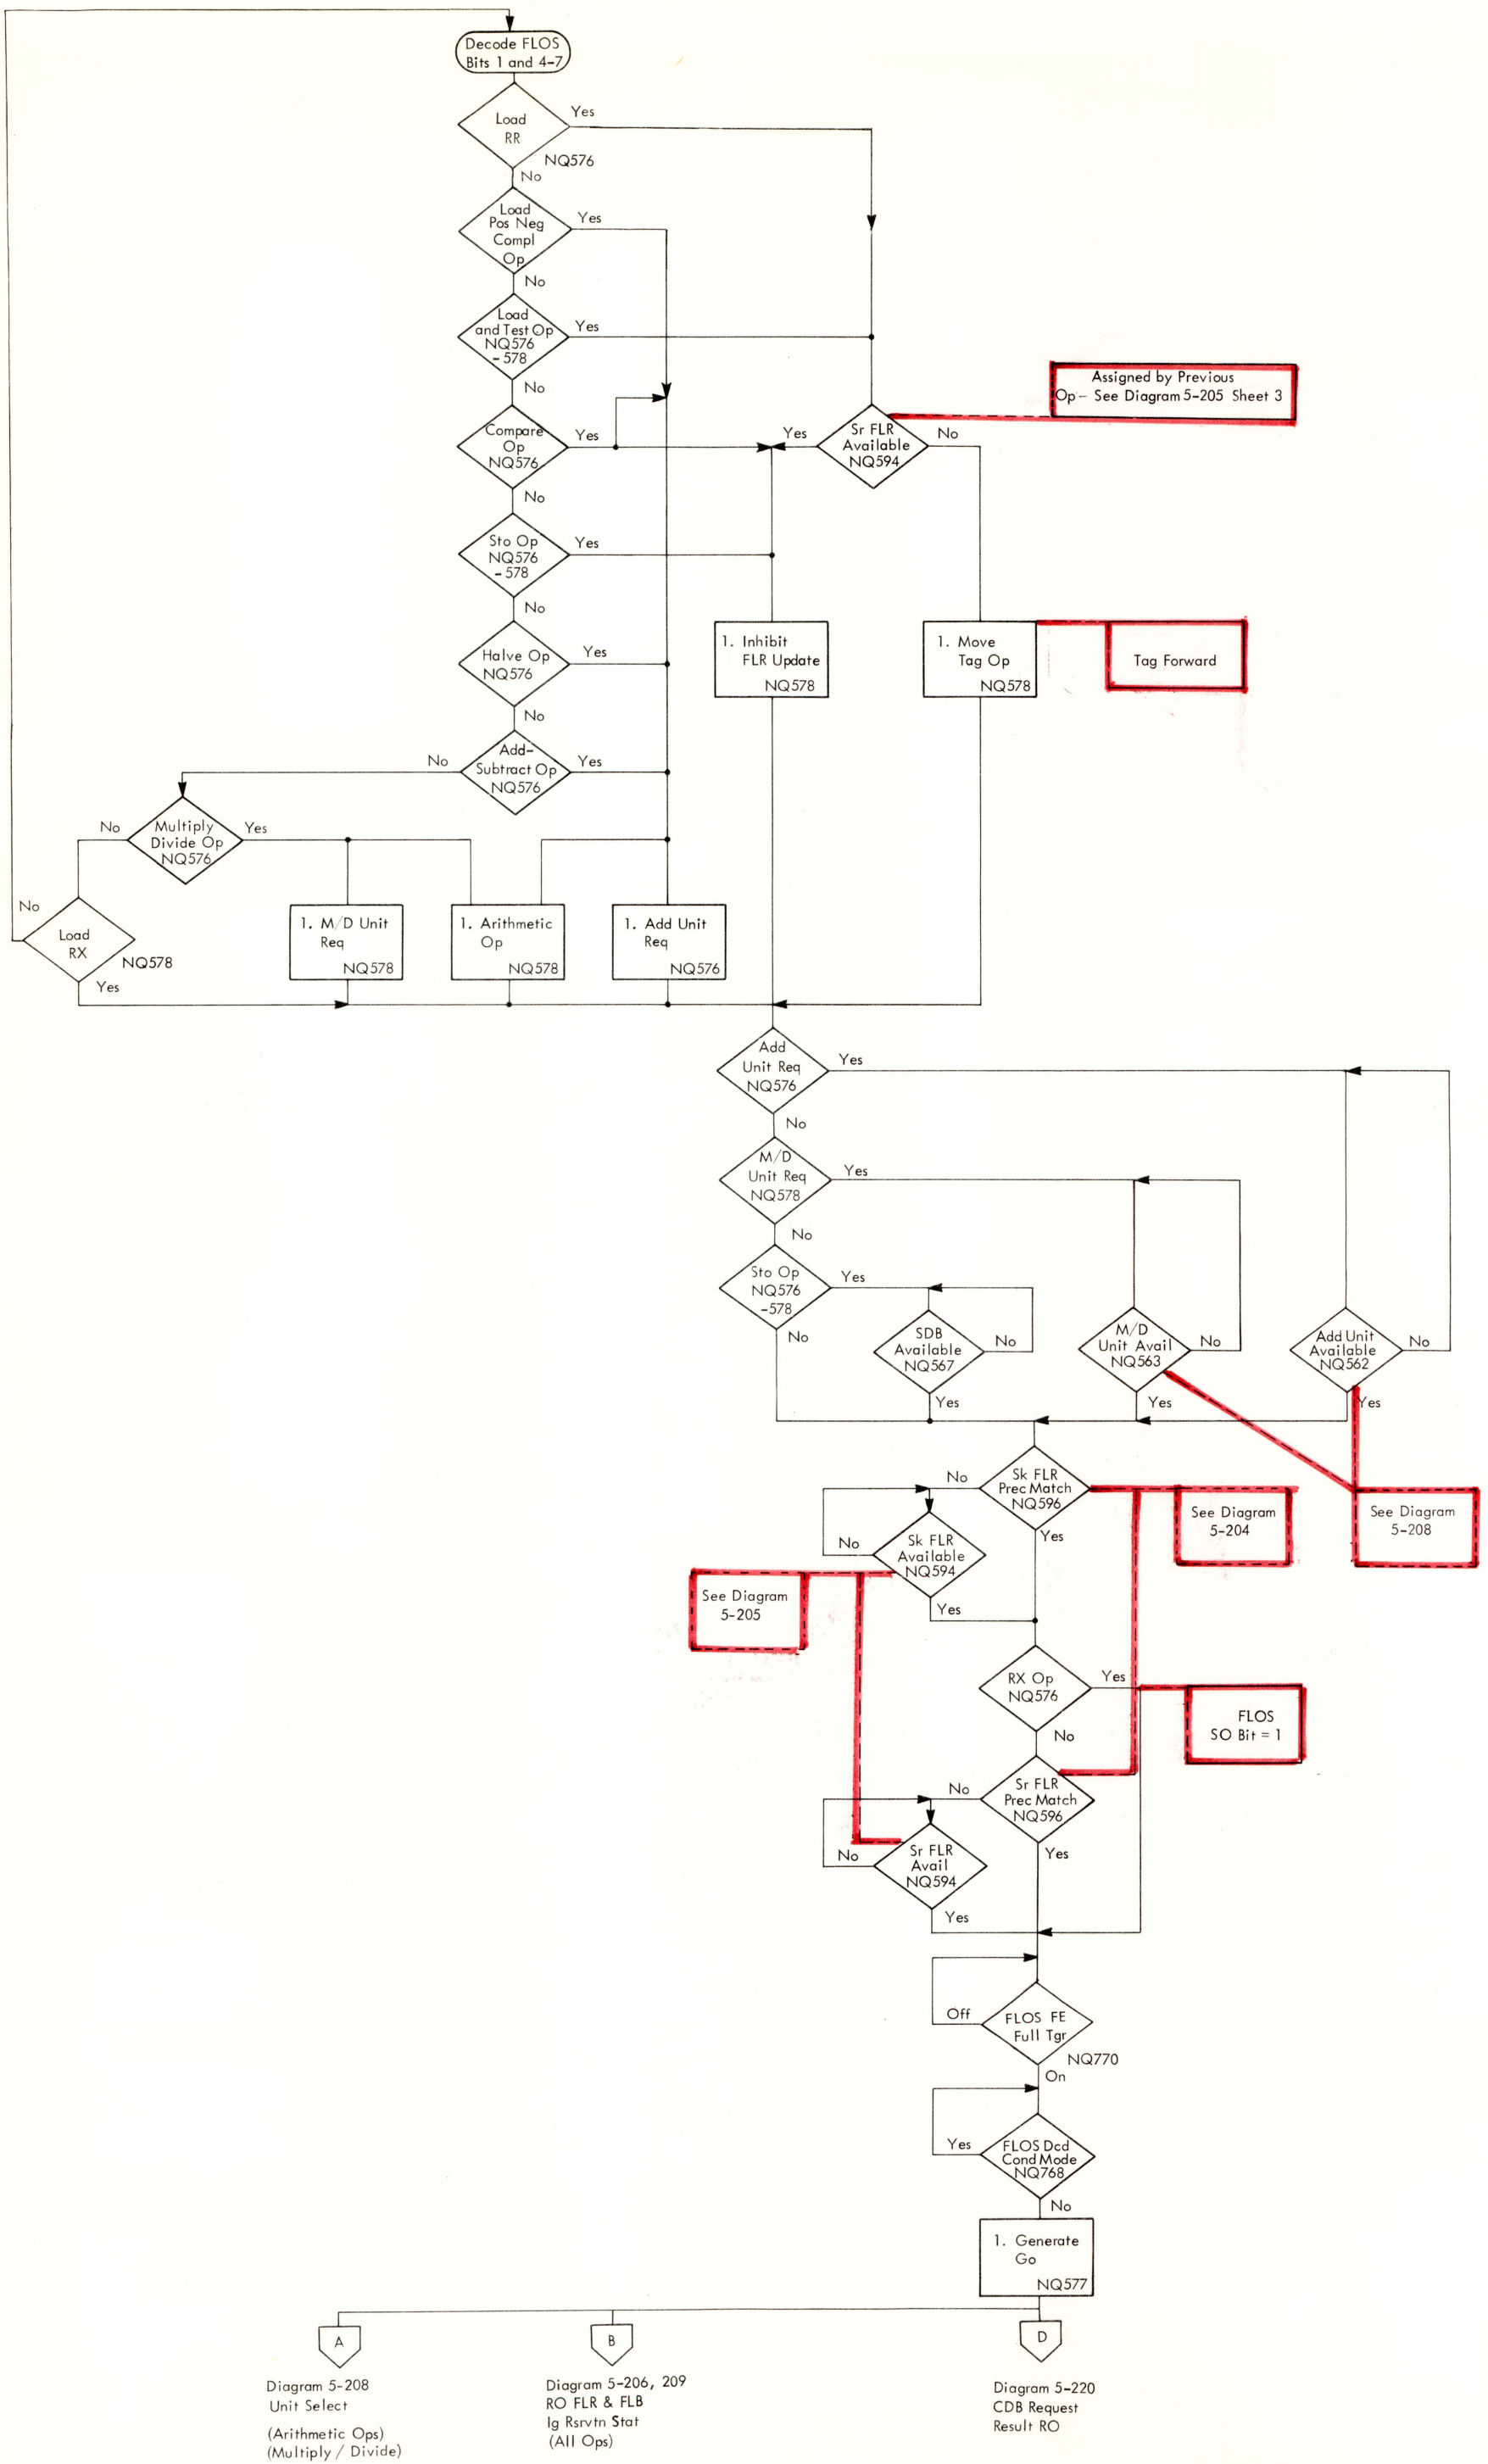 Decode FLOS
Bits 1 and 4-7
Load
RR
Yes
NQ576
No
Load
Pos Neg
Compl
Op
Yes
No
Load
and Test Op
NQ576
-578
Yes
No
Assigned by Previous
Op - See Diagram 5-205 Sheet 3
Compare
Op
NQ576
Yes
No
Sr FLR
Available
NQ594
Yes
No
Sto Op
NQ576
-578
Yes
No
Halve Op
NQ576
Yes
No
1. Inhibit
FLR Update
NQ578
1. Move
Tag Op
NQ578
Tag Forward
Add-
Subtract Op
NQ576
No
Yes
Multiply
Divide Op
NQ576
No
Yes
Load
RX
No
NQ578
Yes
1. M/D Unit
Req
NQ578
1. Arithmetic
Op
NQ578
1. Add Unit
Req
NQ576
Add
Unit Req
NQ576
Yes
No
M/D
Unit Req
NQ578
Yes
No
Sto Op
NQ576
-578
Yes
No
SDB
Available
NQ567
No
Yes
M/D
Unit Avail
NQ563
No
Yes
Add Unit
Available
NQ562
No
Yes
Sk FLR
Prec Match
NQ596
No
Yes
See Diagram
5-204
See Diagram
5-208
Sk FLR
Available
NQ594
No
Yes
See Diagram
5-205
RX Op
NQ576
Yes
No
FLOS
SO Bit = 1
Sr FLR
Prec Match
NQ596
No
Yes
Sr FLR
Avail
NQ594
No
Yes
FLOS FE
Full Tgr
Off
NQ770
On
FLOS Dcd
Cond Mode
NQ768
Yes
No
1. Generate
Go
NQ577
A
B
D
Diagram 5-208
Unit Select
(Arithmetic Ops)
(Multiply / Divide)
Diagram 5-206, 209
RO FLR & FLB
Ig Rsrvtn Stat
(All Ops)
Diagram 5-220
CDB Request
Result RO